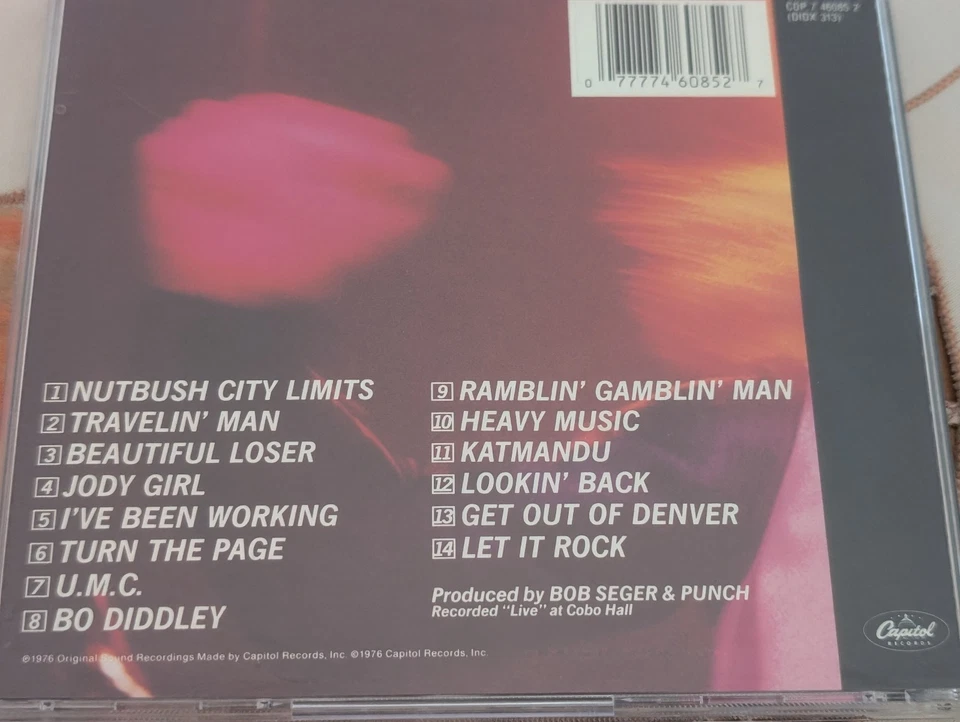 CDP 7 46085 2
(DIDX 313)
0 77774 60852 7
1 NUTBUSH CITY LIMITS
2 TRAVELIN' MAN
3 BEAUTIFUL LOSER
4 JODY GIRL
5 I'VE BEEN WORKING
6 TURN THE PAGE
7 U.M.C.
8 BO DIDDLEY
9 RAMBLIN' GAMBLIN' MAN
10 HEAVY MUSIC
11 KATMANDU
12 LOOKIN' BACK
13 GET OUT OF DENVER
14 LET IT ROCK
Produced by BOB SEGER & PUNCH
Recorded "Live" at Cobo Hall
℗1976 Original Sound Recordings Made by Capitol Records, Inc. ©1976 Capitol Records, Inc.
Capitol
RECORDS